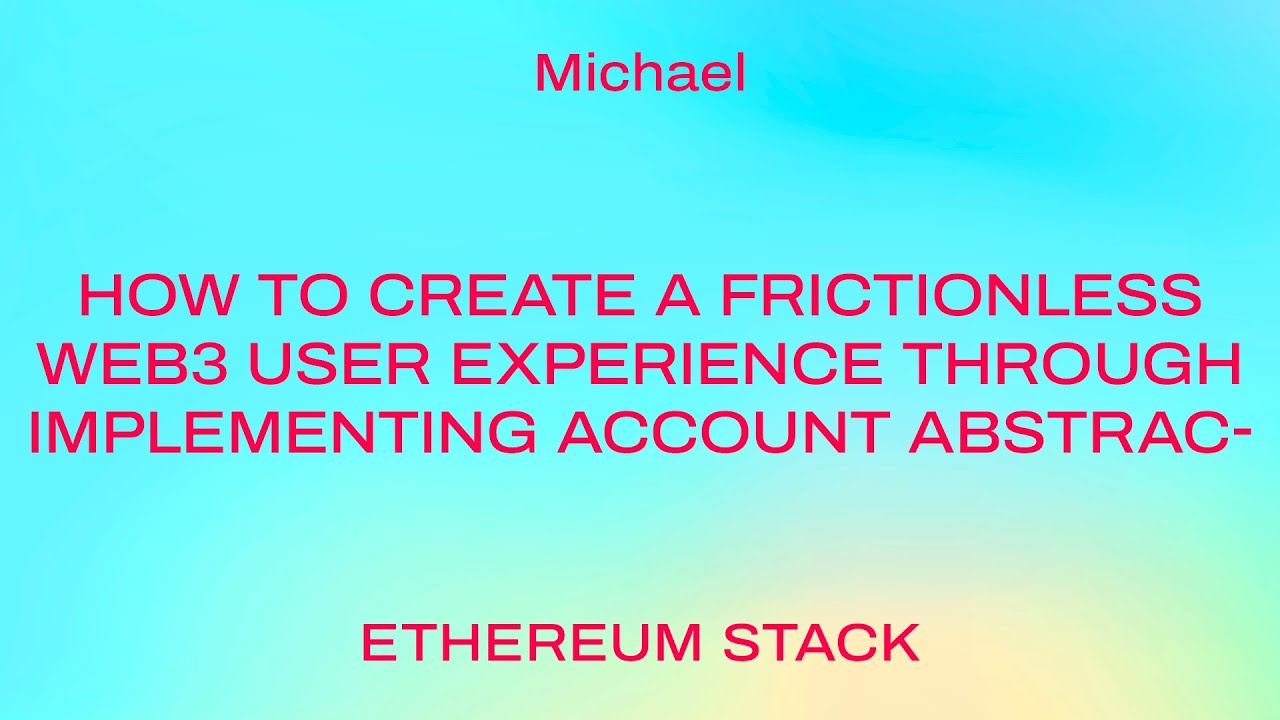 Michael
HOW TO CREATE A FRICTIONLESS
WEB3 USER EXPERIENCE THROUGH
IMPLEMENTING ACCOUNT ABSTRAC-
ETHEREUM STACK